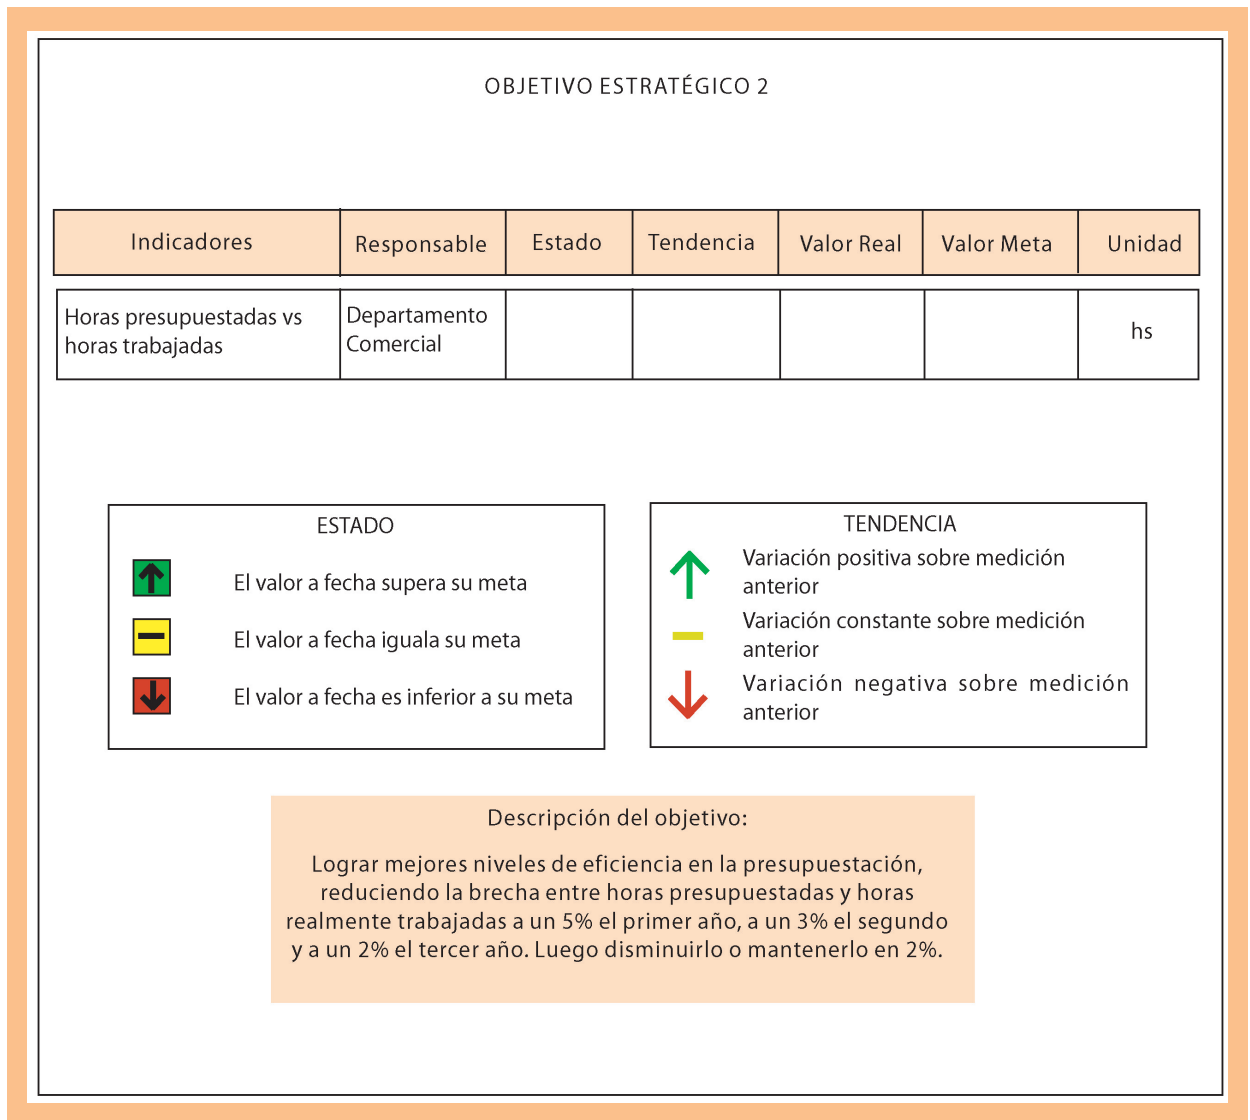 OBJETIVO ESTRATÉGICO 2
Indicadores
Responsable
Estado
Tendencia
Valor Real
Valor Meta
Unidad
Horas presupuestadas vs
horas trabajadas
Departamento
Comercial
hs
ESTADO
El valor a fecha supera su meta
El valor a fecha iguala su meta
El valor a fecha es inferior a su meta
TENDENCIA
Variación positiva sobre medición
anterior
Variación constante sobre medición
anterior
Variación negativa sobre medición
anterior
Descripción del objetivo:
Lograr mejores niveles de eficiencia en la presupuestación,
reduciendo la brecha entre horas presupuestadas y horas
realmente trabajadas a un 5% el primer año, a un 3% el segundo
y a un 2% el tercer año. Luego disminuirlo o mantenerlo en 2%.